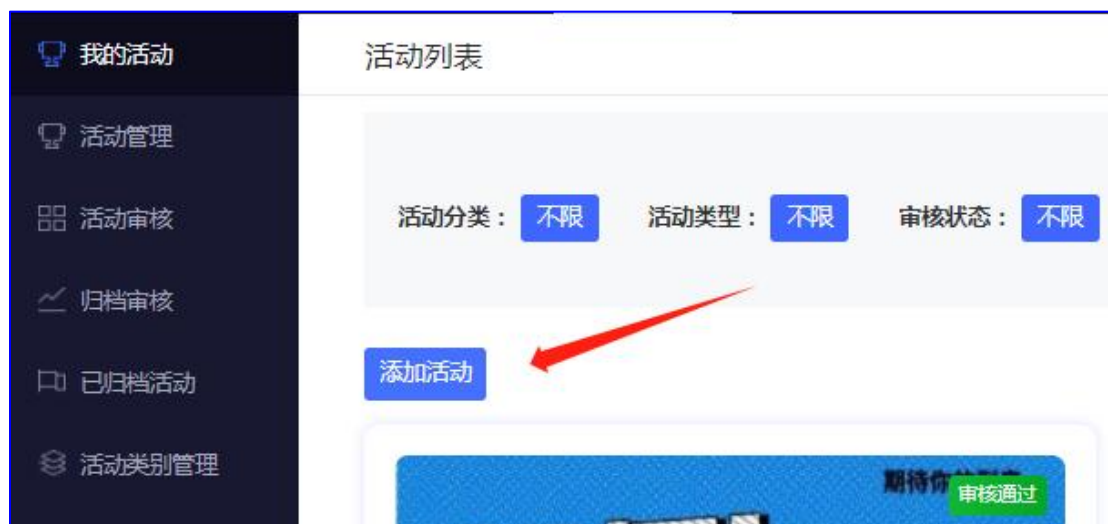 我的活动
活动管理
活动审核
归档审核
已归档活动
活动类别管理
活动列表
活动分类： 不限 活动类型： 不限 审核状态： 不限
添加活动
期待你
审核通过